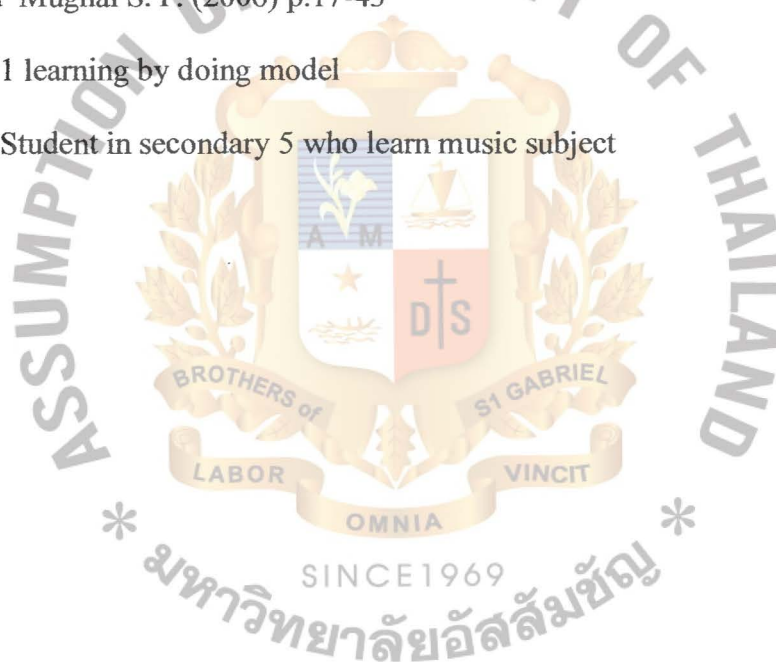 Mughal S. F. (2006) p.17-43
1 learning by doing model
Student in secondary 5 who learn music subject
ASSUMPTION
OF THAILAND
A M
D S
BROTHERS of
S1 GABRIEL
LABOR
VINCIT
OMNIA
* SINCE1969 *
มหาวิทยาลัยอัสสัมชัญ